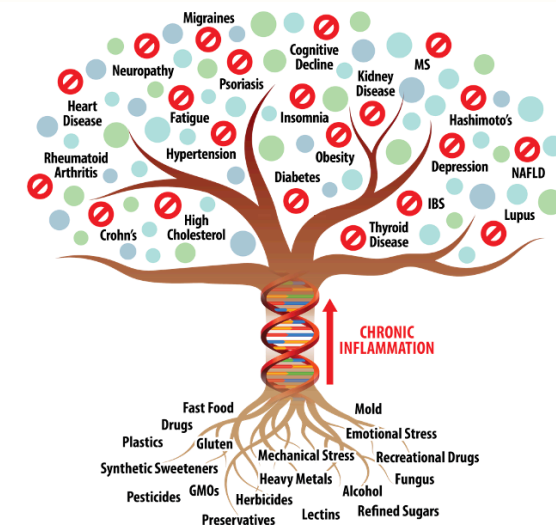 Migraines
Cognitive
Decline
MS
Neuropathy
Psoriasis
Kidney
Disease
Heart
Disease
Fatigue
Insomnia
Hashimoto's
Hypertension
Obesity
Rheumatoid
Arthritis
Diabetes
Depression
NAFLD
IBS
Crohn's
High
Cholesterol
Thyroid
Disease
Lupus
CHRONIC
INFLAMMATION
Fast Food
Mold
Drugs
Emotional Stress
Plastics
Gluten
Mechanical Stress
Recreational Drugs
Synthetic Sweeteners
Heavy Metals
Fungus
Pesticides
GMOs
Herbicides
Alcohol
Preservatives
Lectins
Refined Sugars